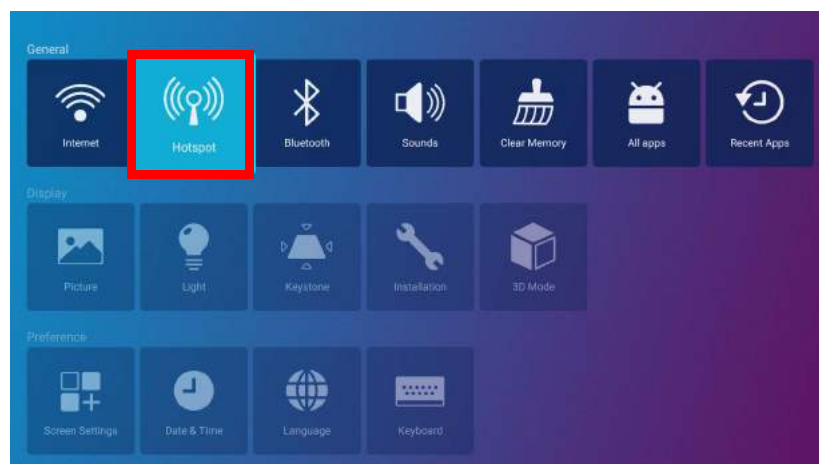 General
Internet
Hotspot
Bluetooth
Sounds
Clear Memory
All apps
Recent Apps
Display
Picture
Light
Keystone
Installation
3D Mode
Preference
Screen Settings
Date & Time
Language
Keyboard